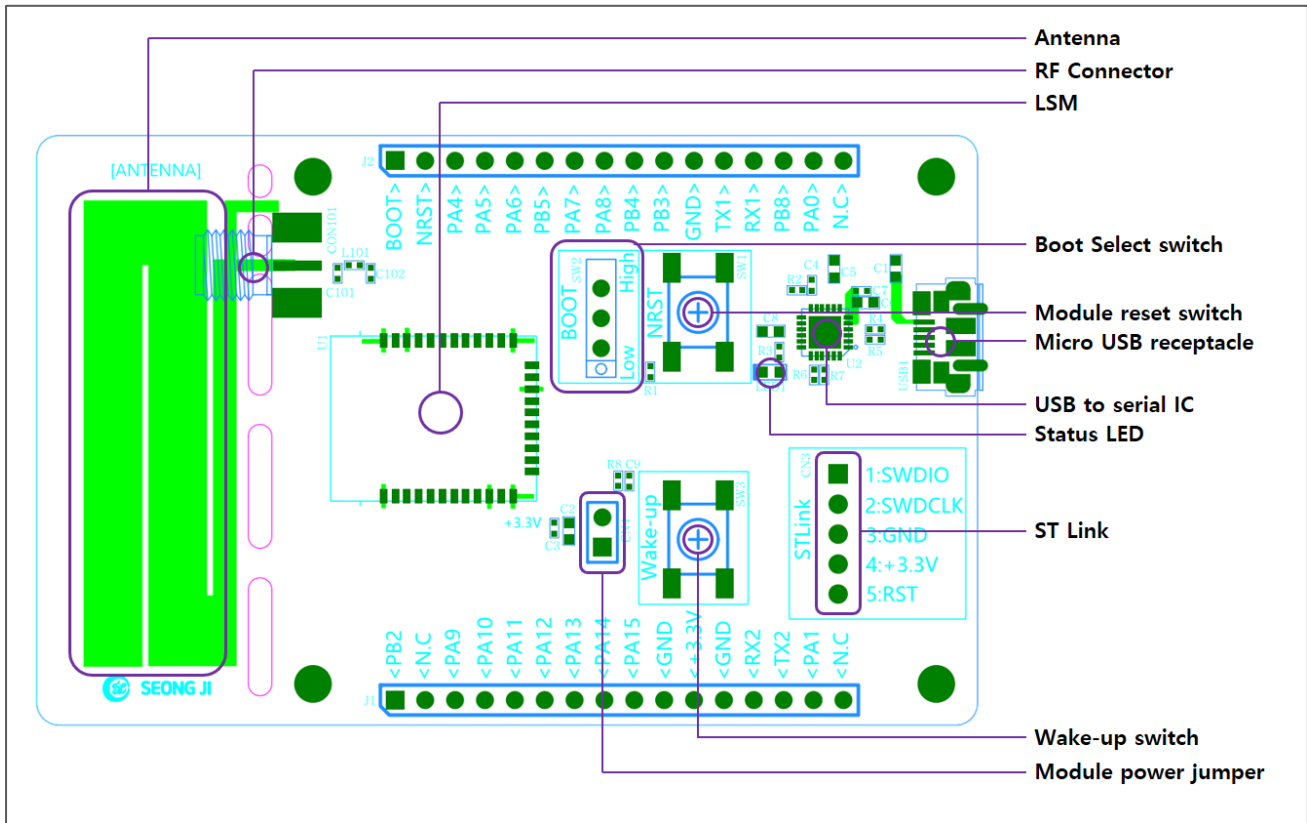 Antenna
RF Connector
LSM
[ANTENNA]
J2
BOOT>
NRST>
PA4>
PA5>
PA6>
PB5>
PA7>
PA8>
PB4>
PB3>
GND>
TX1>
RX1>
PB8>
PA0>
N.C>
CON101
L101
C102
C101
Boot Select switch
SW2
High
BOOT
Low
SW1
NRST
R1
C4
C5
C1
R2
C7
C8
R3
R4
R5
U2
R6
R7
USB1
U1
Module reset switch
Micro USB receptacle
USB to serial IC
Status LED
R8
C9
+3.3V
C2
C3
SW3
Wake-up
CN3
STLink
1:SWDIO
2:SWDCLK
3:GND
4:+3.3V
5:RST
ST Link
SEONG JI
J1
<PB2
<N.C
<PA9
<PA10
<PA11
<PA12
<PA13
<PA14
<PA15
<GND
<+3.3V
<GND
<RX2
<TX2
<PA1
<N.C
Wake-up switch
Module power jumper